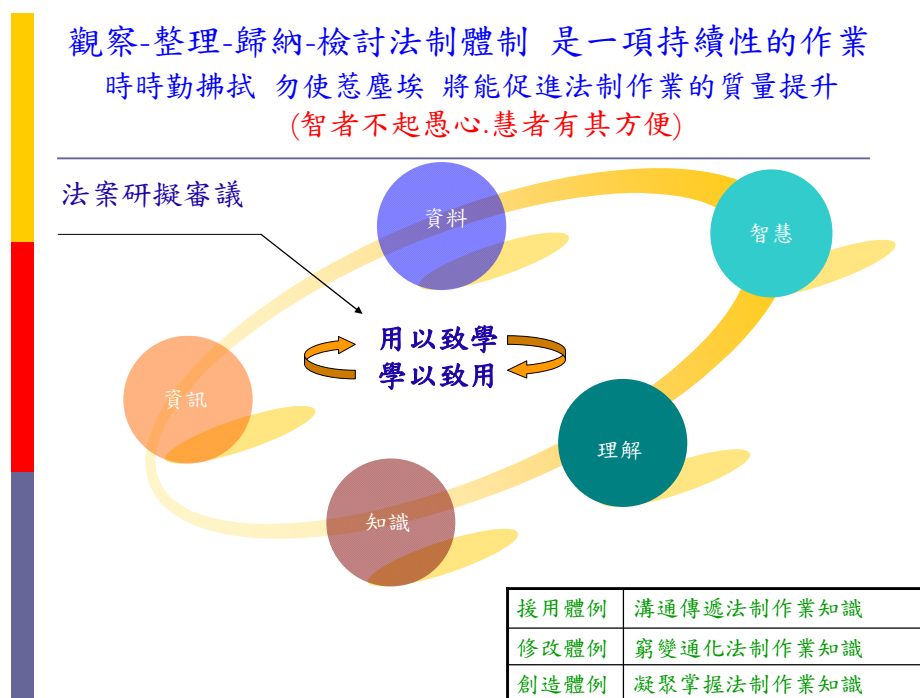 觀察-整理-歸納-檢討法制體制 是一項持續性的作業
時時勤拂拭 勿使惹塵埃 將能促進法制作業的質量提升
(智者不起愚心.慧者有其方便)
法案研擬審議
資料
智慧
用以致學
學以致用
資訊
理解
知識
援用體例 溝通傳遞法制作業知識
修改體例 窮變通化法制作業知識
創造體例 凝聚掌握法制作業知識